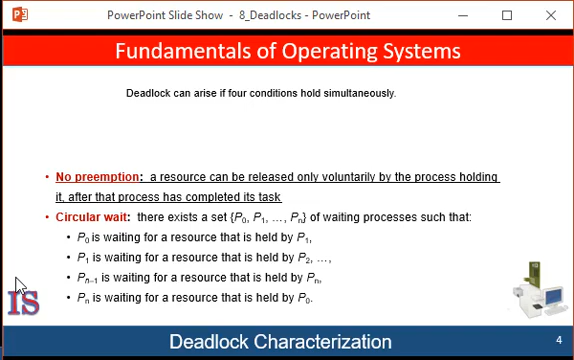 PowerPoint Slide Show - 8_Deadlocks - PowerPoint
Fundamentals of Operating Systems
Deadlock can arise if four conditions hold simultaneously.
• No preemption: a resource can be released only voluntarily by the process holding
it, after that process has completed its task
• Circular wait: there exists a set {P0, P1, …, Pn} of waiting processes such that:
• P0 is waiting for a resource that is held by P1,
• P1 is waiting for a resource that is held by P2, …,
• Pn–1 is waiting for a resource that is held by Pn,
• Pn is waiting for a resource that is held by P0.
IS
Deadlock Characterization
4